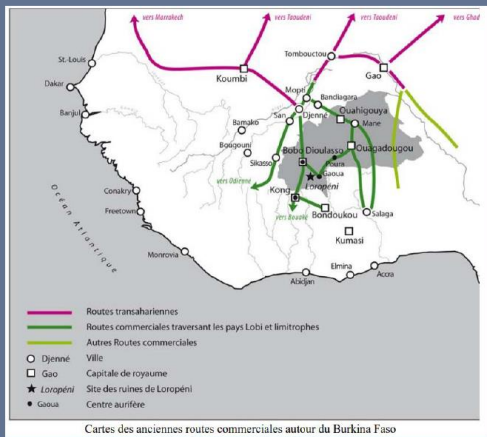 vers Marrakech
vers Taoudeni
vers Taoudeni
vers Ghad
Tombouctou
St.-Louis
Koumbi
Gao
Dakar
Mopti
Bandiagara
Ouahigouya
Banjul
San
Djenné
Mane
Bamako
Bougouni
Bobo Dioulasso
Ouagadougou
Sikasso
Poura
Gaoua
vers Odienne
Loropéni
Kong
Conakry
vers Bouaké
Bondoukou
Salaga
Freetown
Kumasi
Océan Atlantique
Monrovia
Elmina
Accra
Abidjan
Routes transahariennes
Routes commerciales traversant les pays Lobi et limitrophes
Autres Routes commerciales
Djenné Ville
Gao Capitale de royaume
Loropéni Site des ruines de Loropéni
Gaoua Centre aurifère
Cartes des anciennes routes commerciales autour du Burkina Faso